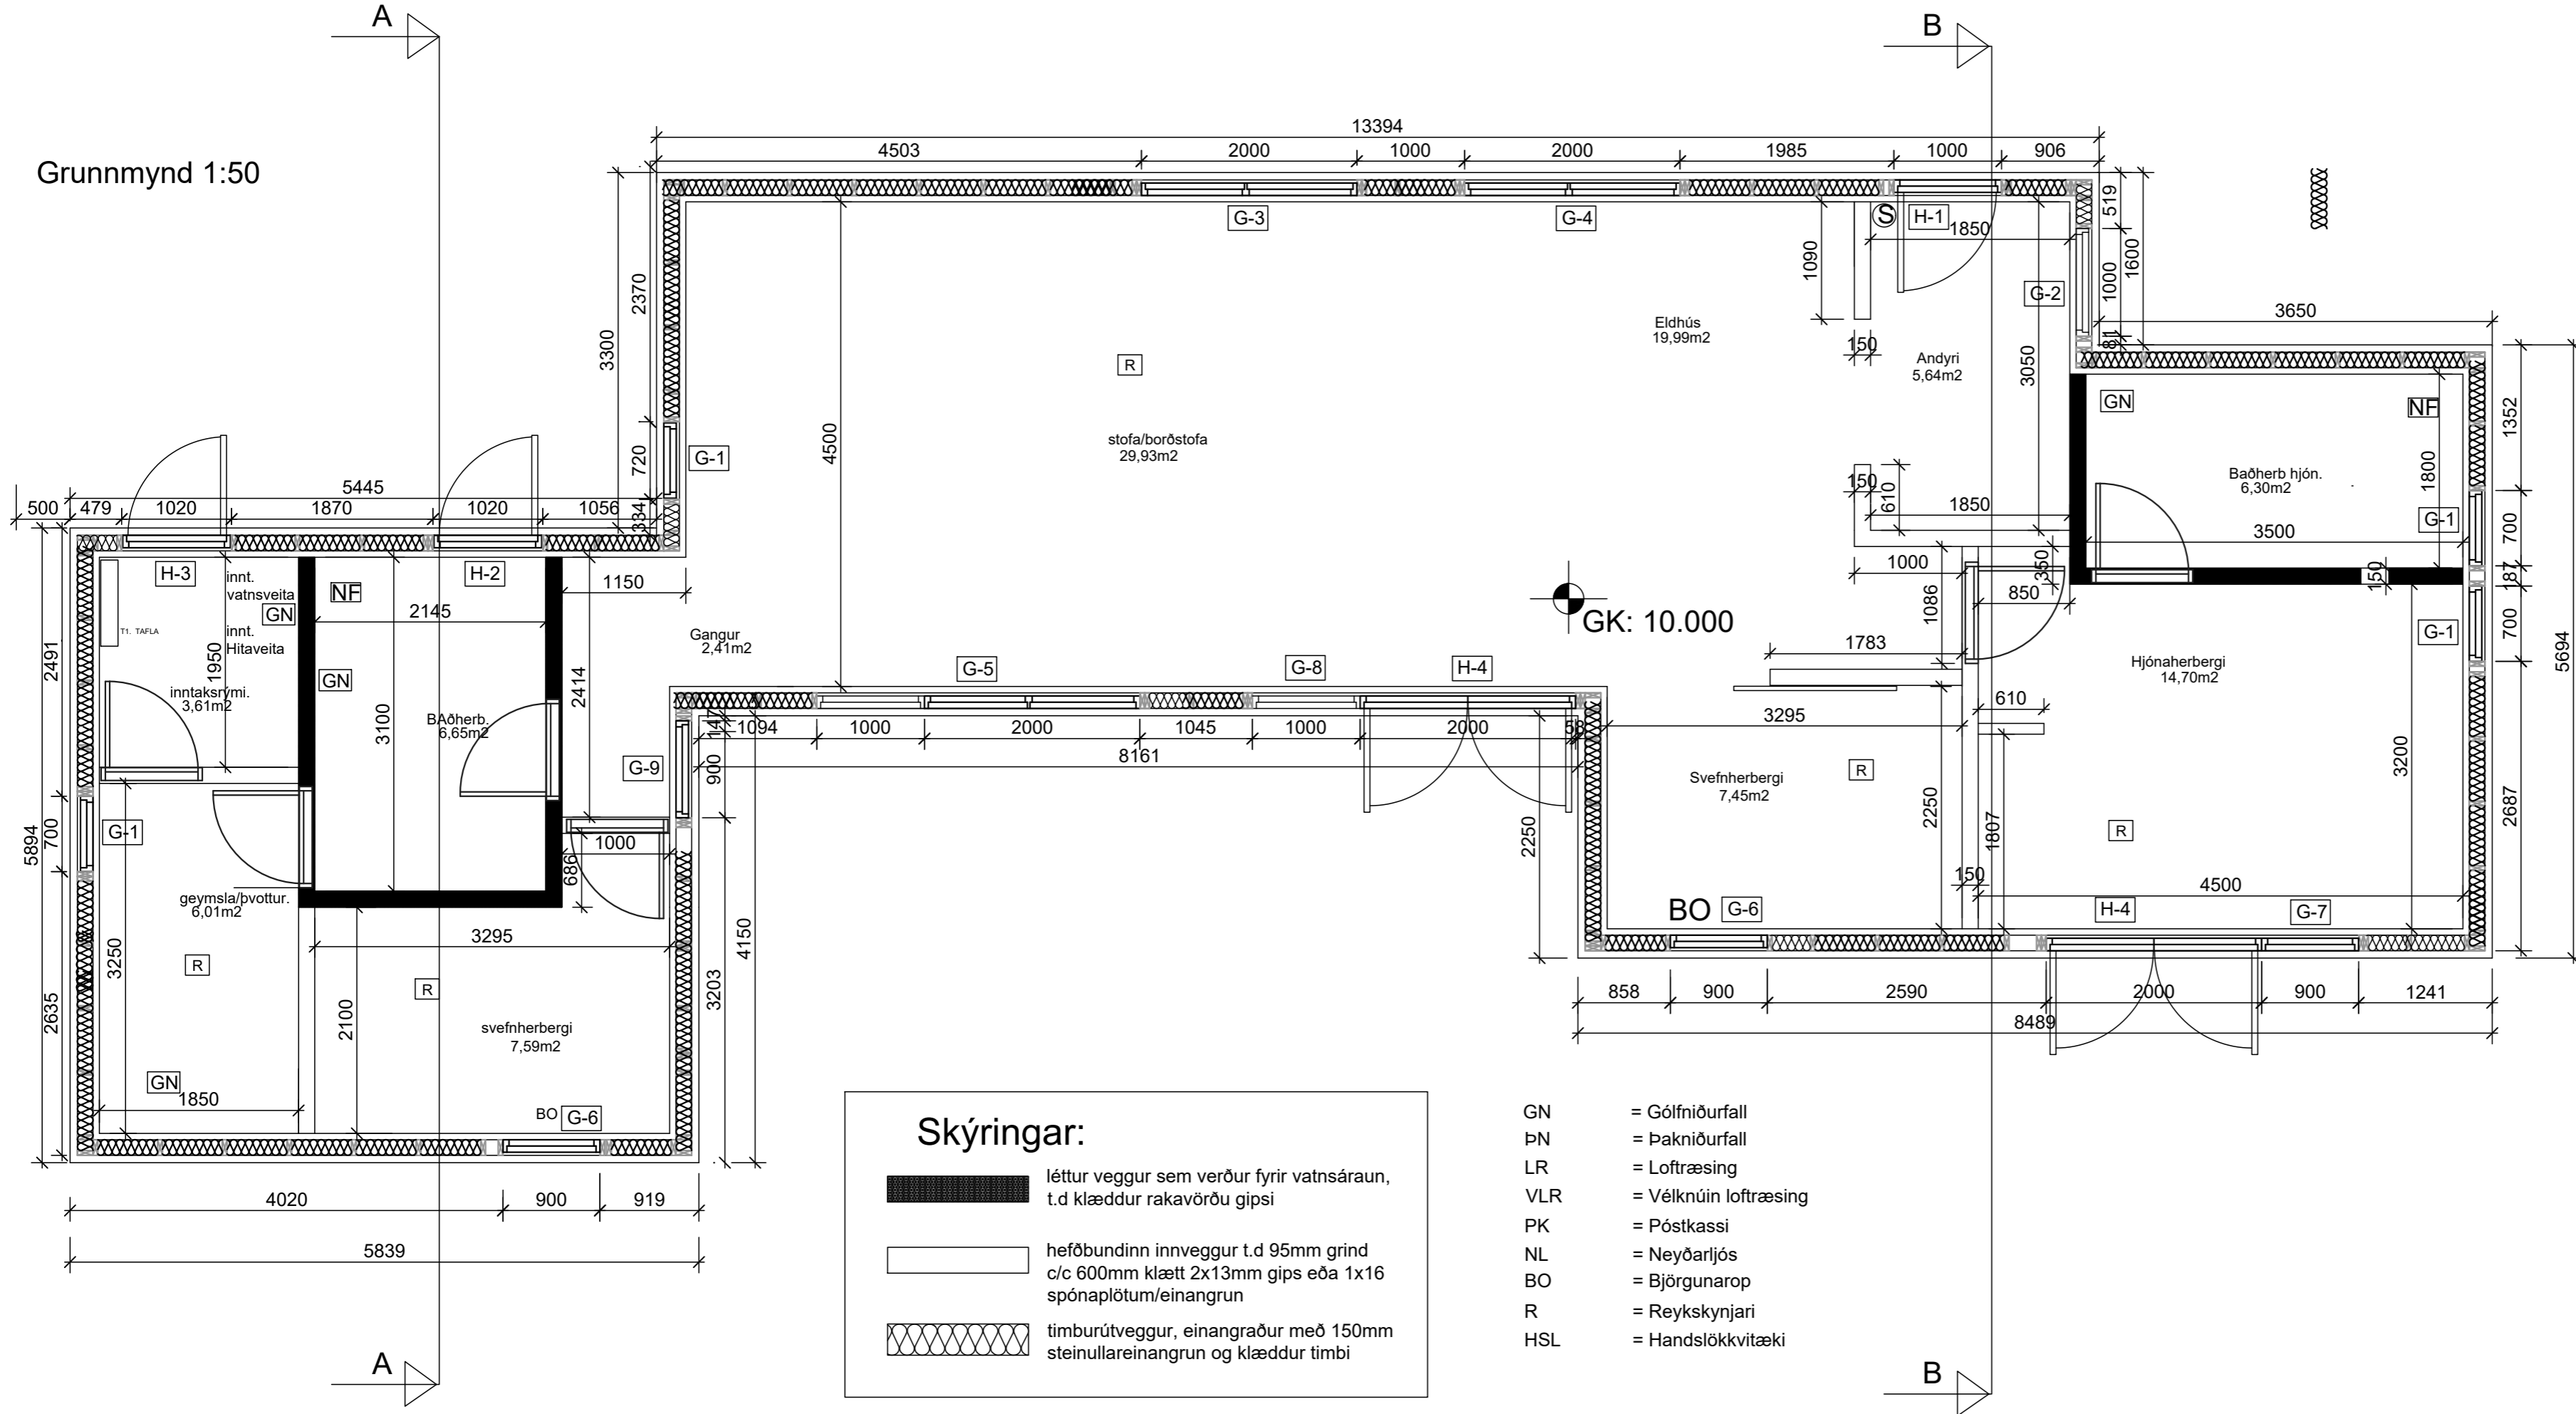 A
B
Grunnmynd 1:50
13394
4503
2000
1000
2000
1985
1000
906
G-3
G-4
S
H-1
1850
519
1000
1600
81
G-2
3650
2370
3300
720
334
1090
150
Eldhús
19,99m2
Andyri
5,64m2
3050
R
GN
NF
1352
4500
stofa/borðstofa
29,93m2
G-1
150
610
1850
1800
Baðherb hjón.
6,30m2
3500
G-1
700
187
700
5694
2687
5445
500
479
1020
1870
1020
1056
H-3
innt.
vatnsveita
GN
NF
H-2
1150
2145
T1. TAFLA
innt.
Hitaveita
1950
GN
inntaksrými.
3,61m2
3100
BAðherb.
6,65m2
2414
Gangur
2,41m2
GK: 10.000
1000
1086
350
850
150
1783
G-1
Hjónaherbergi
14,70m2
G-5
G-8
H-4
147
1094
1000
2000
1045
1000
2000
58
8161
3295
610
G-9
900
Svefnherbergi
7,45m2
R
2250
2250
1807
3200
R
2491
5894
700
G-1
1000
686
geymsla/þvottur.
6,01m2
3295
4150
150
4500
BO
G-6
H-4
G-7
2635
3250
R
R
2100
3203
svefnherbergi
7,59m2
858
900
2590
2000
900
1241
8489
GN
1850
BO
G-6
4020
900
919
5839
Skýringar:
léttur veggur sem verður fyrir vatnsáraun,
t.d klæddur rakavörðu gipsi
hefðbundinn innveggur t.d 95mm grind
c/c 600mm klætt 2x13mm gips eða 1x16
spónaplötum/einangrun
timburútveggur, einangraður með 150mm
steinullareinangrun og klæddur timbi
GN = Gólfniðurfall
ÞN = Þakniðurfall
LR = Loftræsing
VLR = Vélknúin loftræsing
PK = Póstkassi
NL = Neyðarljós
BO = Björgunarop
R = Reykskynjari
HSL = Handslökkvitæki
A
B